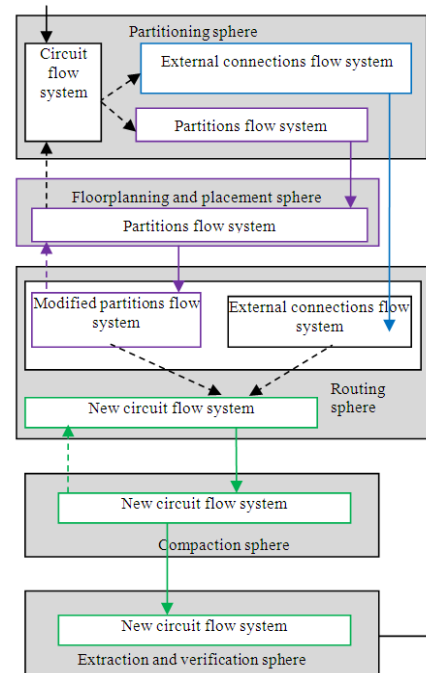 Partitioning sphere
Circuit
flow
system
External connections flow system
Partitions flow system
Floorplanning and placement sphere
Partitions flow system
Modified partitions flow
system
External connections flow
system
Routing
sphere
New circuit flow system
New circuit flow system
Compaction sphere
New circuit flow system
Extraction and verification sphere